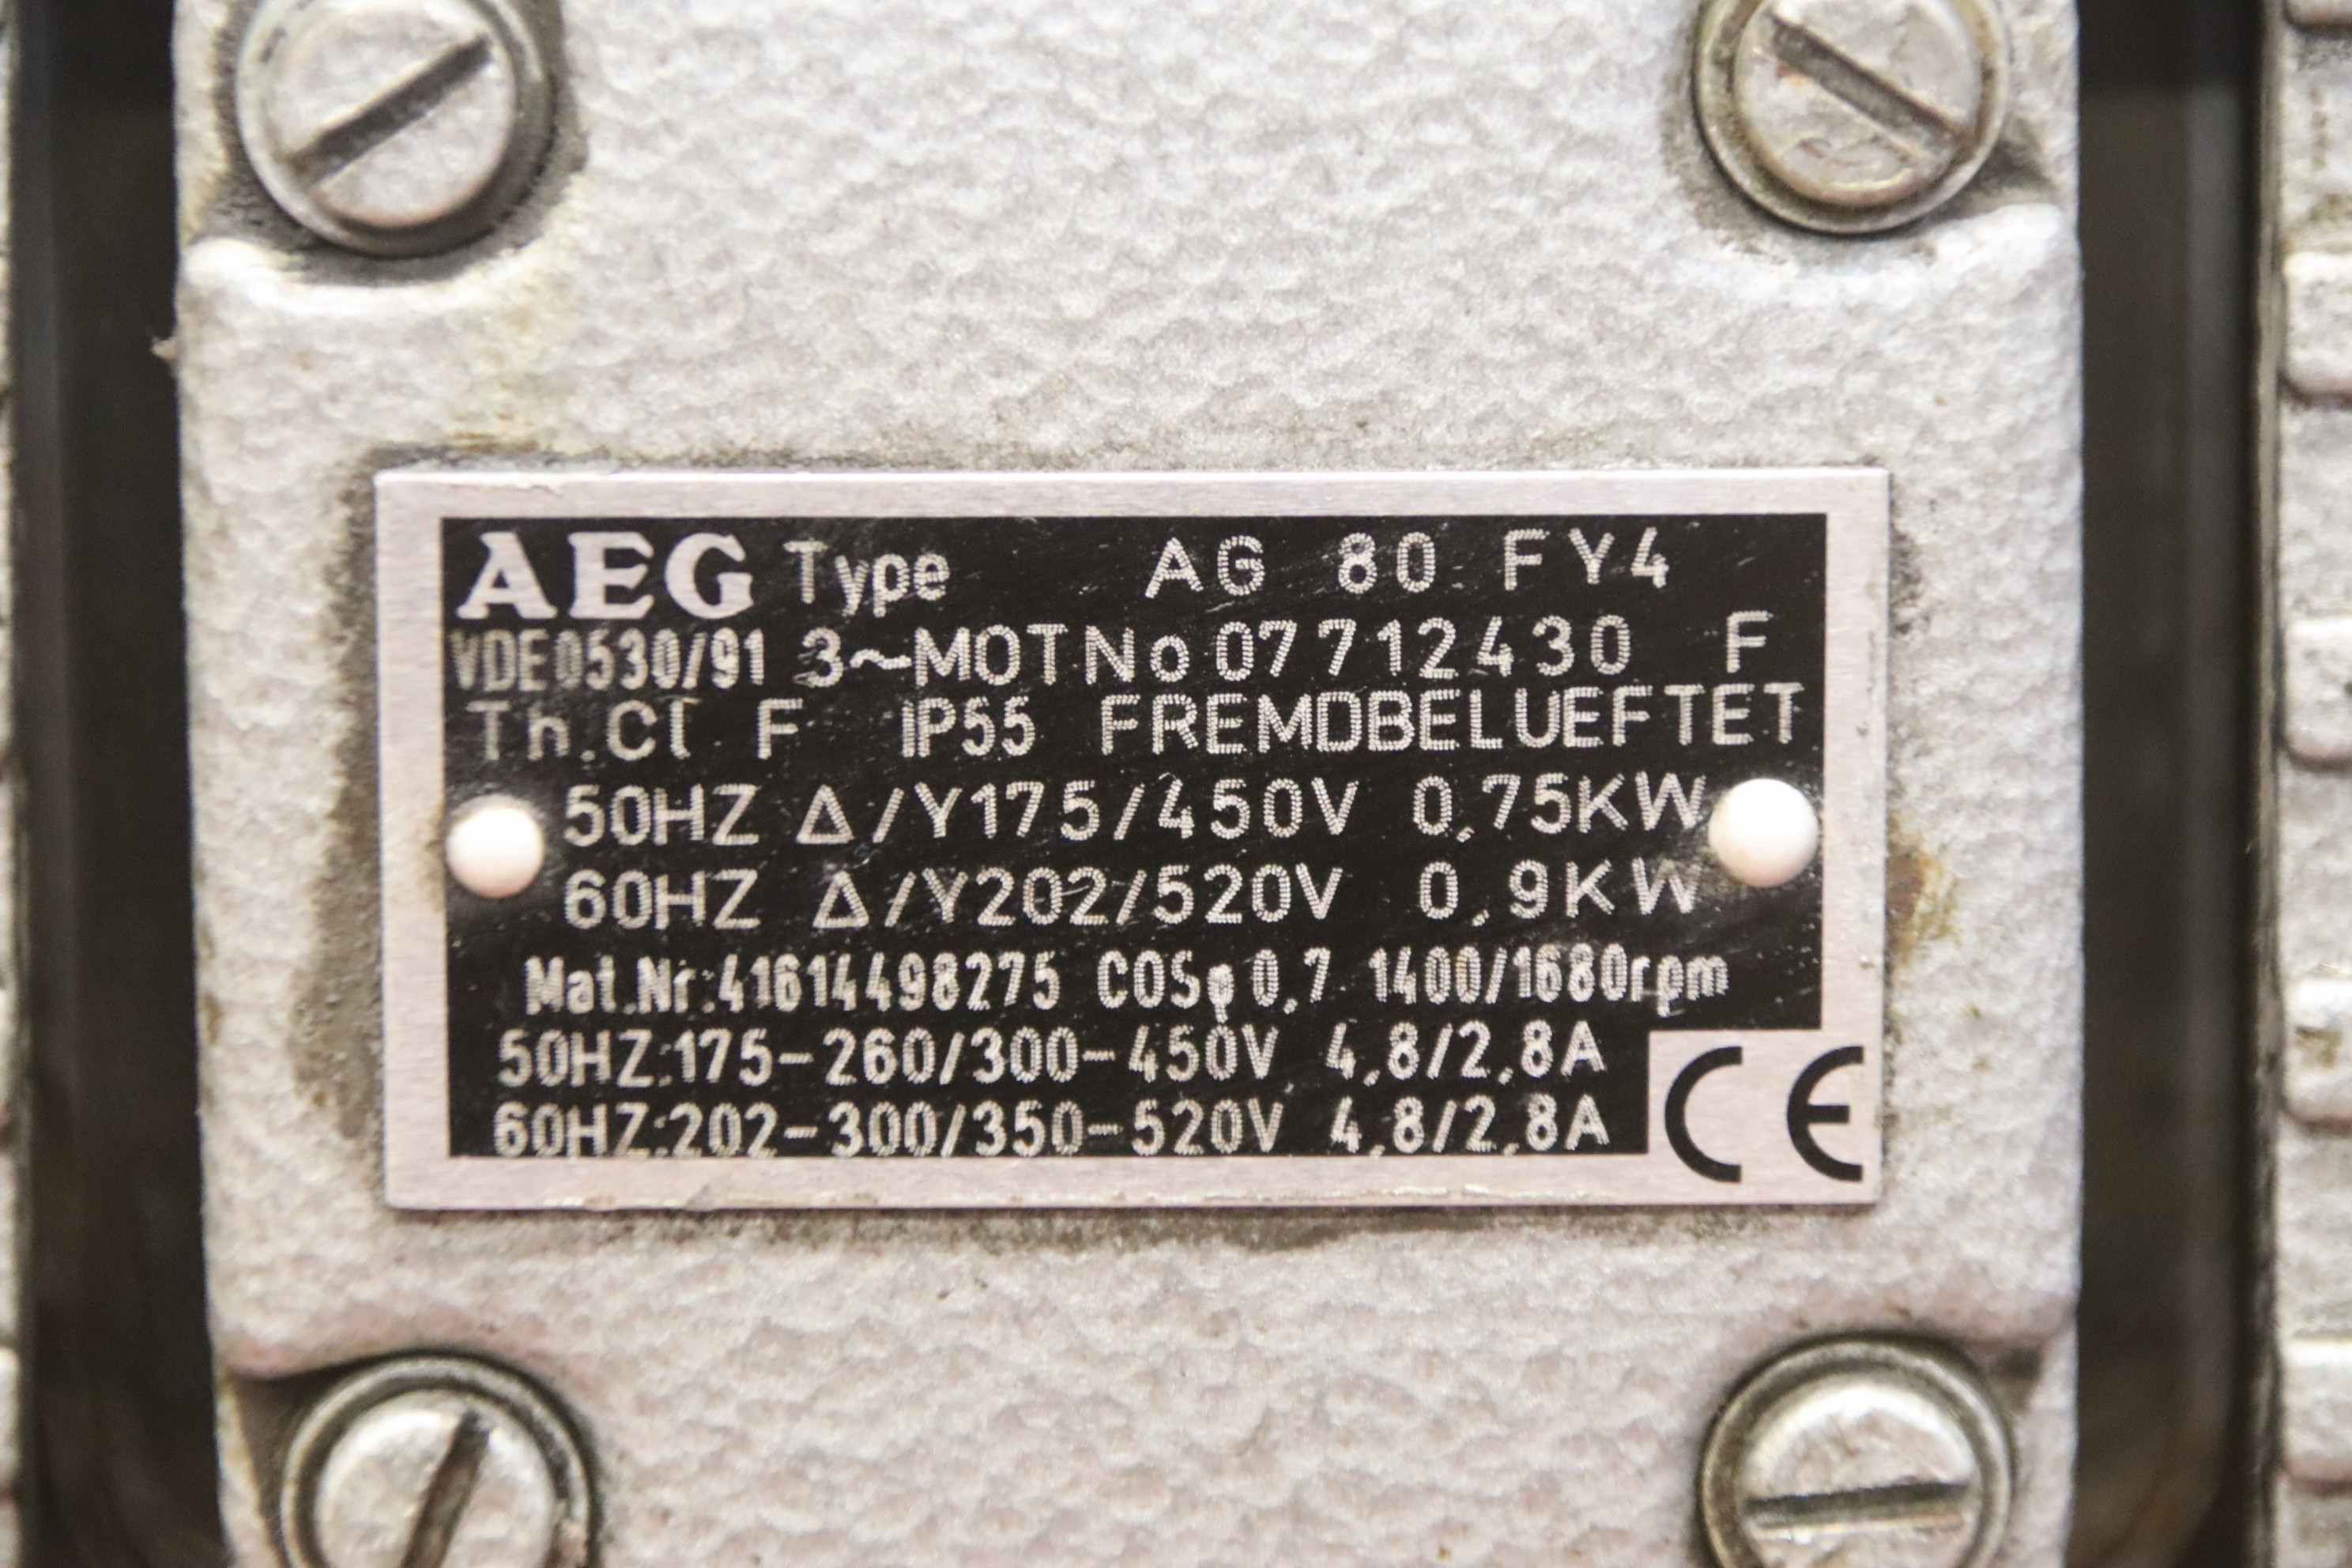 AEG Type AG 80 FY4
VDE0530/91 3~MOT No 07712430 F
Th.Cl F IP55 FREMDBELUEFTET
50HZ Δ/Y175/450V 0,75KW
60HZ Δ/Y202/520V 0,9KW
Mat.Nr:41614498275 COSφ0,7 1400/1680rpm
50HZ:175-260/300-450V 4,8/2,8A
60HZ:202-300/350-520V 4,8/2,8A
CE